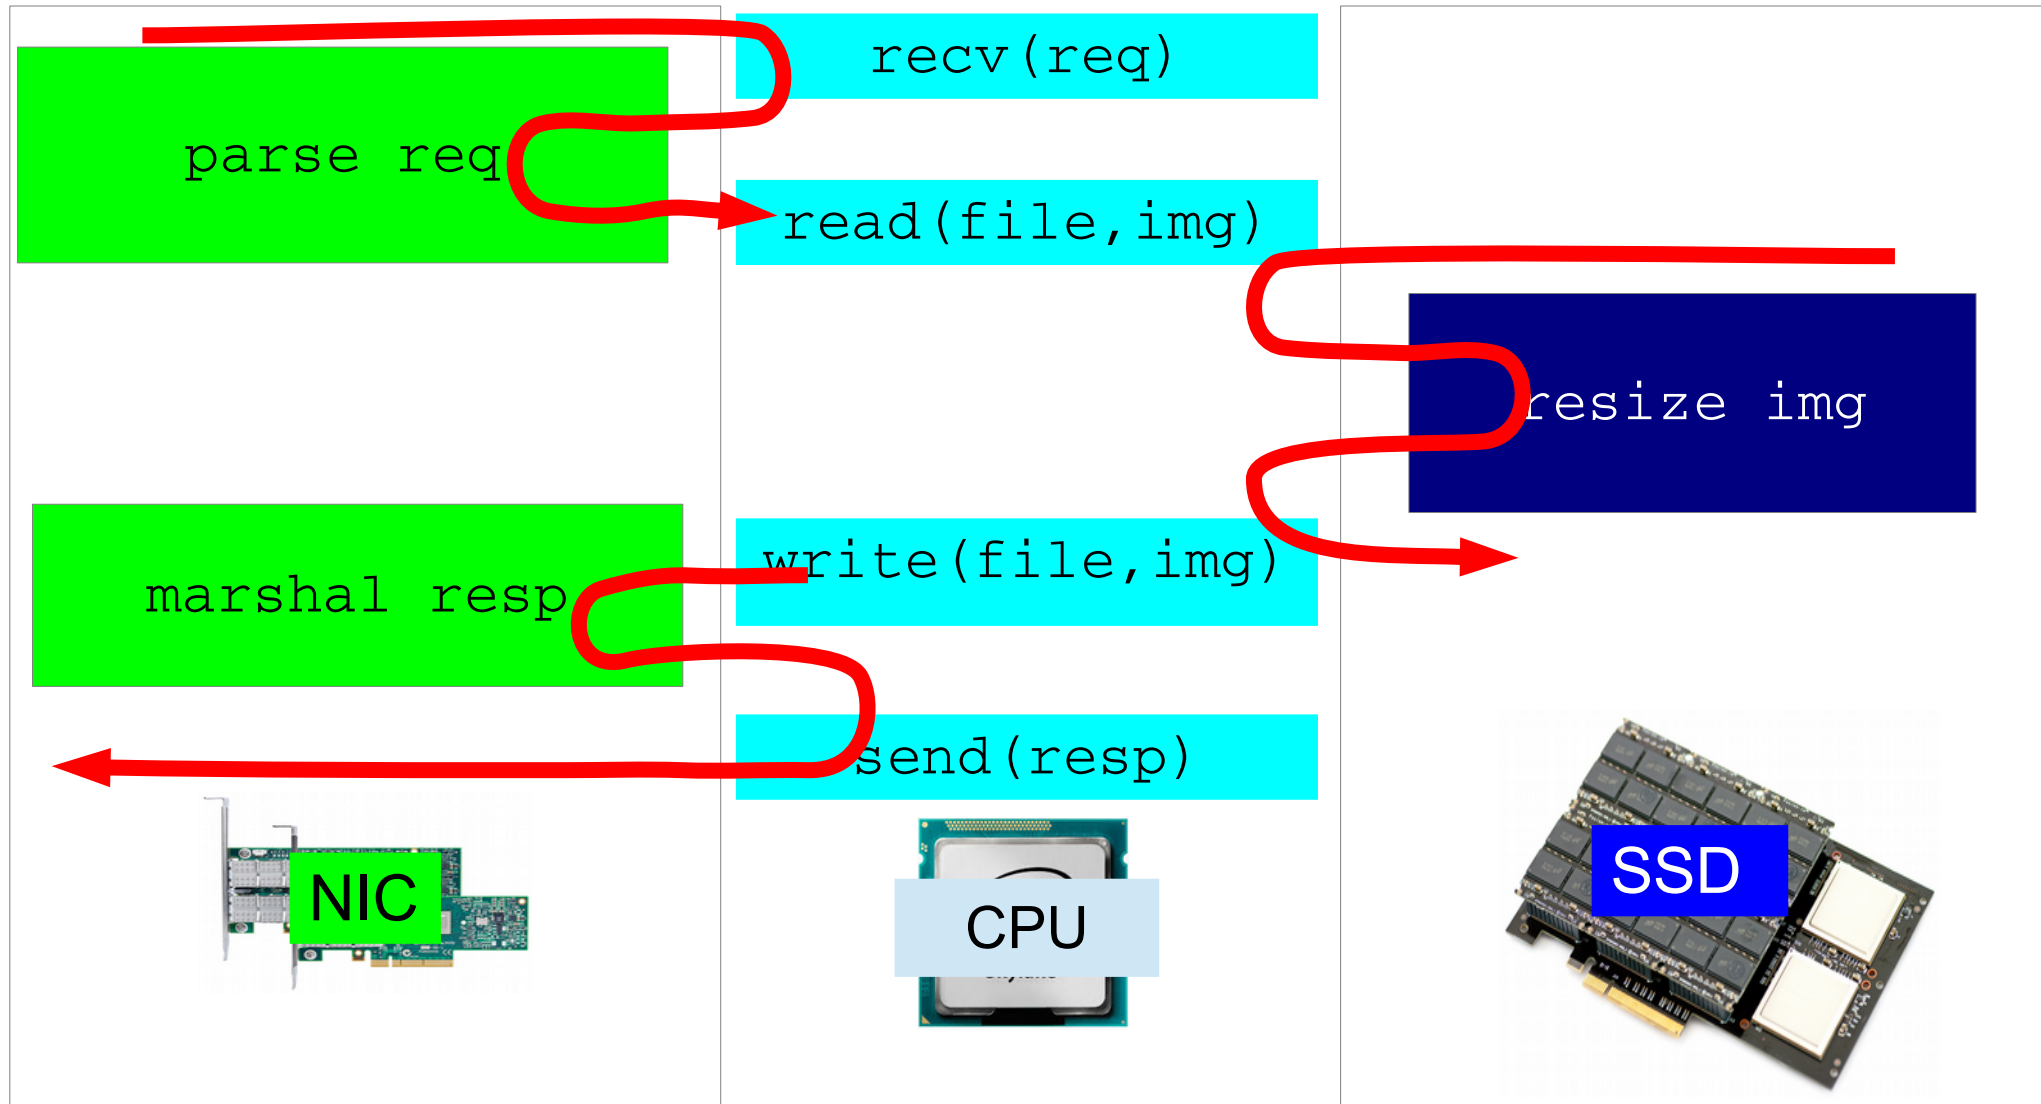 recv(req)
parse req
read(file,img)
resize img
write(file,img)
marshal resp
send(resp)
NIC
CPU
SSD